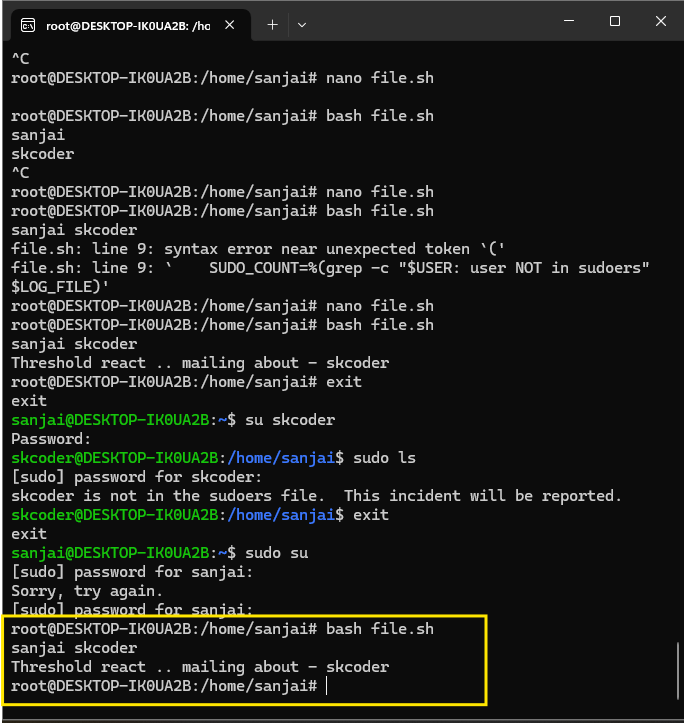 root@DESKTOP-IK0UA2B: /ho
^C
root@DESKTOP-IK0UA2B:/home/sanjai# nano file.sh
root@DESKTOP-IK0UA2B:/home/sanjai# bash file.sh
sanjai
skcoder
^C
root@DESKTOP-IK0UA2B:/home/sanjai# nano file.sh
root@DESKTOP-IK0UA2B:/home/sanjai# bash file.sh
sanjai skcoder
file.sh: line 9: syntax error near unexpected token `('
file.sh: line 9: `    SUDO_COUNT=%(grep -c "$USER: user NOT in sudoers"
$LOG_FILE)'
root@DESKTOP-IK0UA2B:/home/sanjai# nano file.sh
root@DESKTOP-IK0UA2B:/home/sanjai# bash file.sh
sanjai skcoder
Threshold react .. mailing about - skcoder
root@DESKTOP-IK0UA2B:/home/sanjai# exit
exit
sanjai@DESKTOP-IK0UA2B:~$ su skcoder
Password:
skcoder@DESKTOP-IK0UA2B:/home/sanjai$ sudo ls
[sudo] password for skcoder:
skcoder is not in the sudoers file.  This incident will be reported.
skcoder@DESKTOP-IK0UA2B:/home/sanjai$ exit
exit
sanjai@DESKTOP-IK0UA2B:~$ sudo su
[sudo] password for sanjai:
Sorry, try again.
[sudo] password for sanjai:
root@DESKTOP-IK0UA2B:/home/sanjai# bash file.sh
sanjai skcoder
Threshold react .. mailing about - skcoder
root@DESKTOP-IK0UA2B:/home/sanjai#